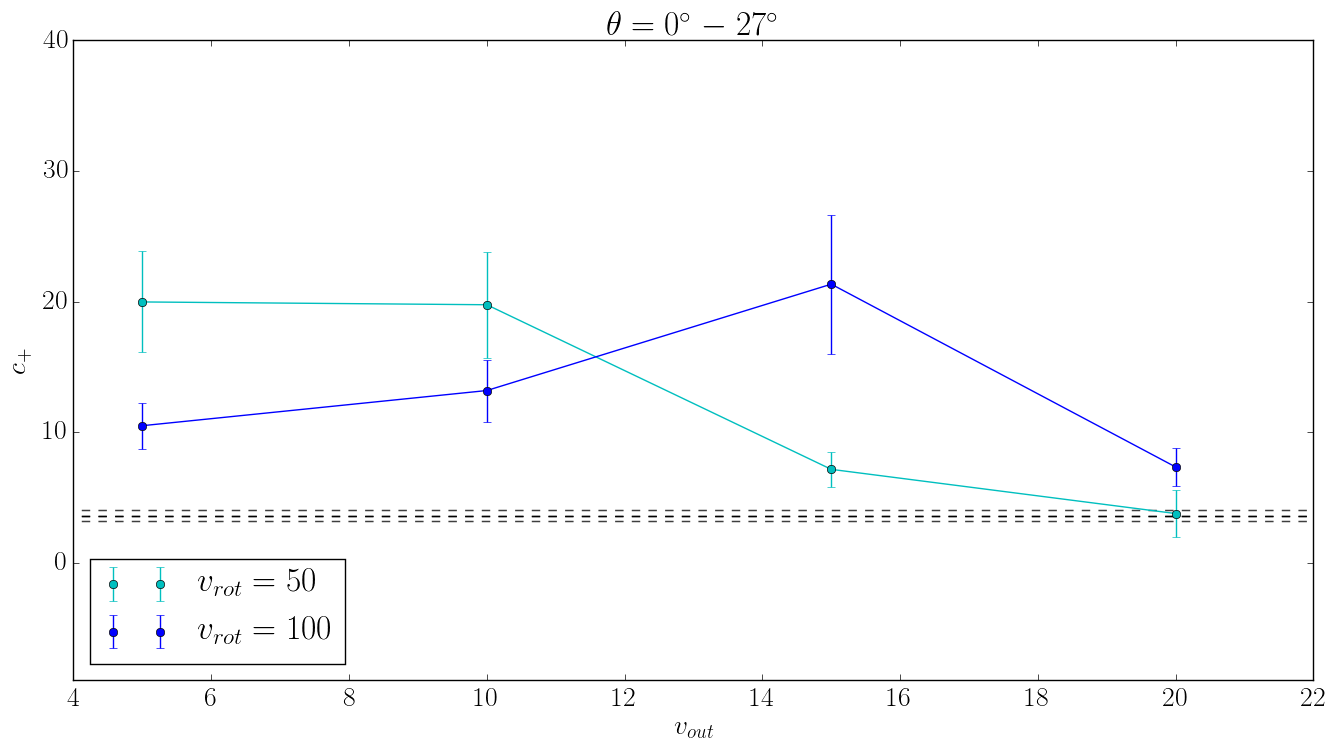 θ = 0° − 27°
40
30
20
10
0
c₊
v_rot = 50
v_rot = 100
4 6 8 10 12 14 16 18 20 22
v_out